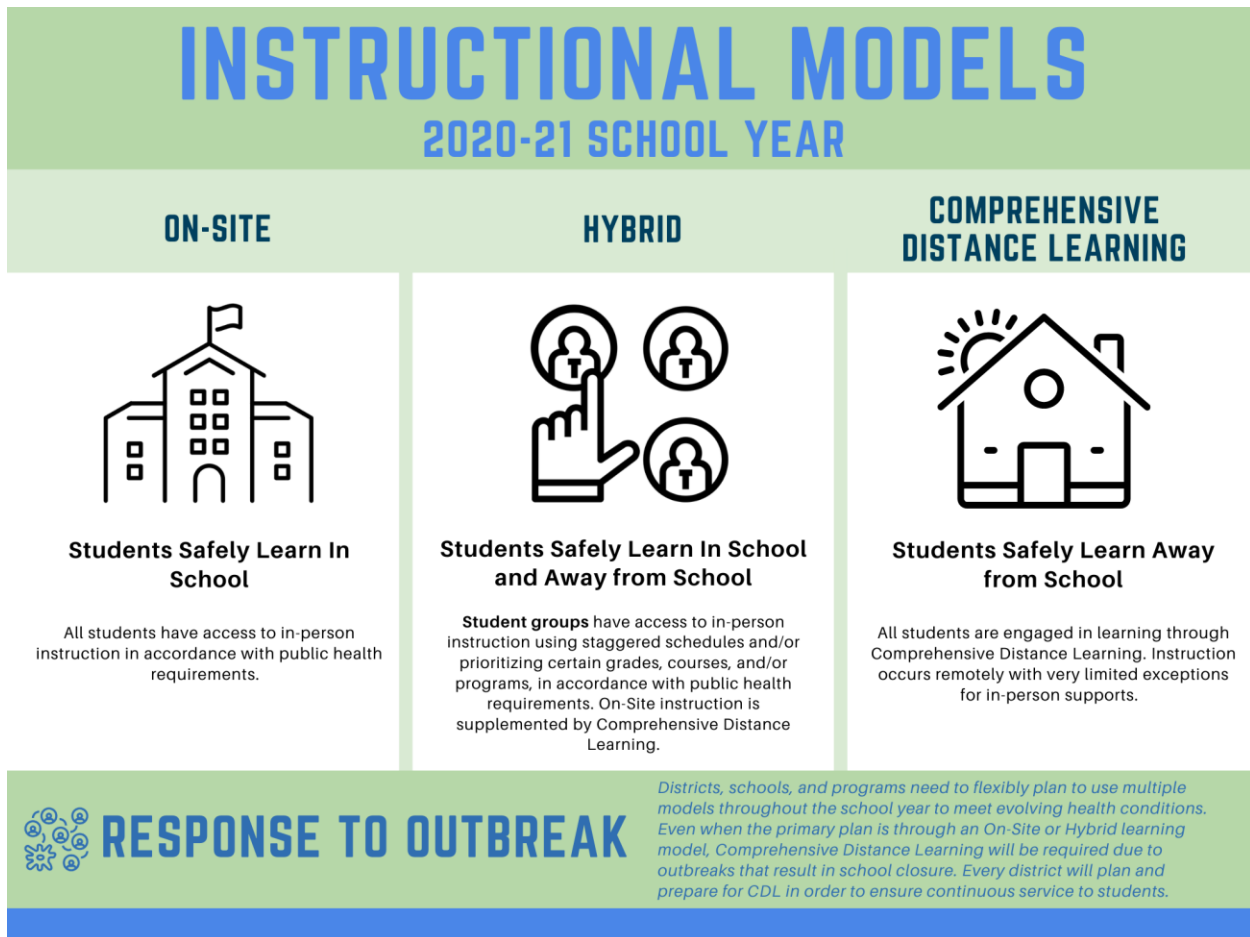 INSTRUCTIONAL MODELS
2020-21 SCHOOL YEAR
ON-SITE
HYBRID
COMPREHENSIVE
DISTANCE LEARNING
Students Safely Learn In
School
All students have access to in-person
instruction in accordance with public health
requirements.
T
T
T
Students Safely Learn In School
and Away from School
Student groups have access to in-person
instruction using staggered schedules and/or
prioritizing certain grades, courses, and/or
programs, in accordance with public health
requirements. On-Site instruction is
supplemented by Comprehensive Distance
Learning.
Students Safely Learn Away
from School
All students are engaged in learning through
Comprehensive Distance Learning. Instruction
occurs remotely with very limited exceptions
for in-person supports.
RESPONSE TO OUTBREAK
Districts, schools, and programs need to flexibly plan to use multiple
models throughout the school year to meet evolving health conditions.
Even when the primary plan is through an On-Site or Hybrid learning
model, Comprehensive Distance Learning will be required due to
outbreaks that result in school closure. Every district will plan and
prepare for CDL in order to ensure continuous service to students.